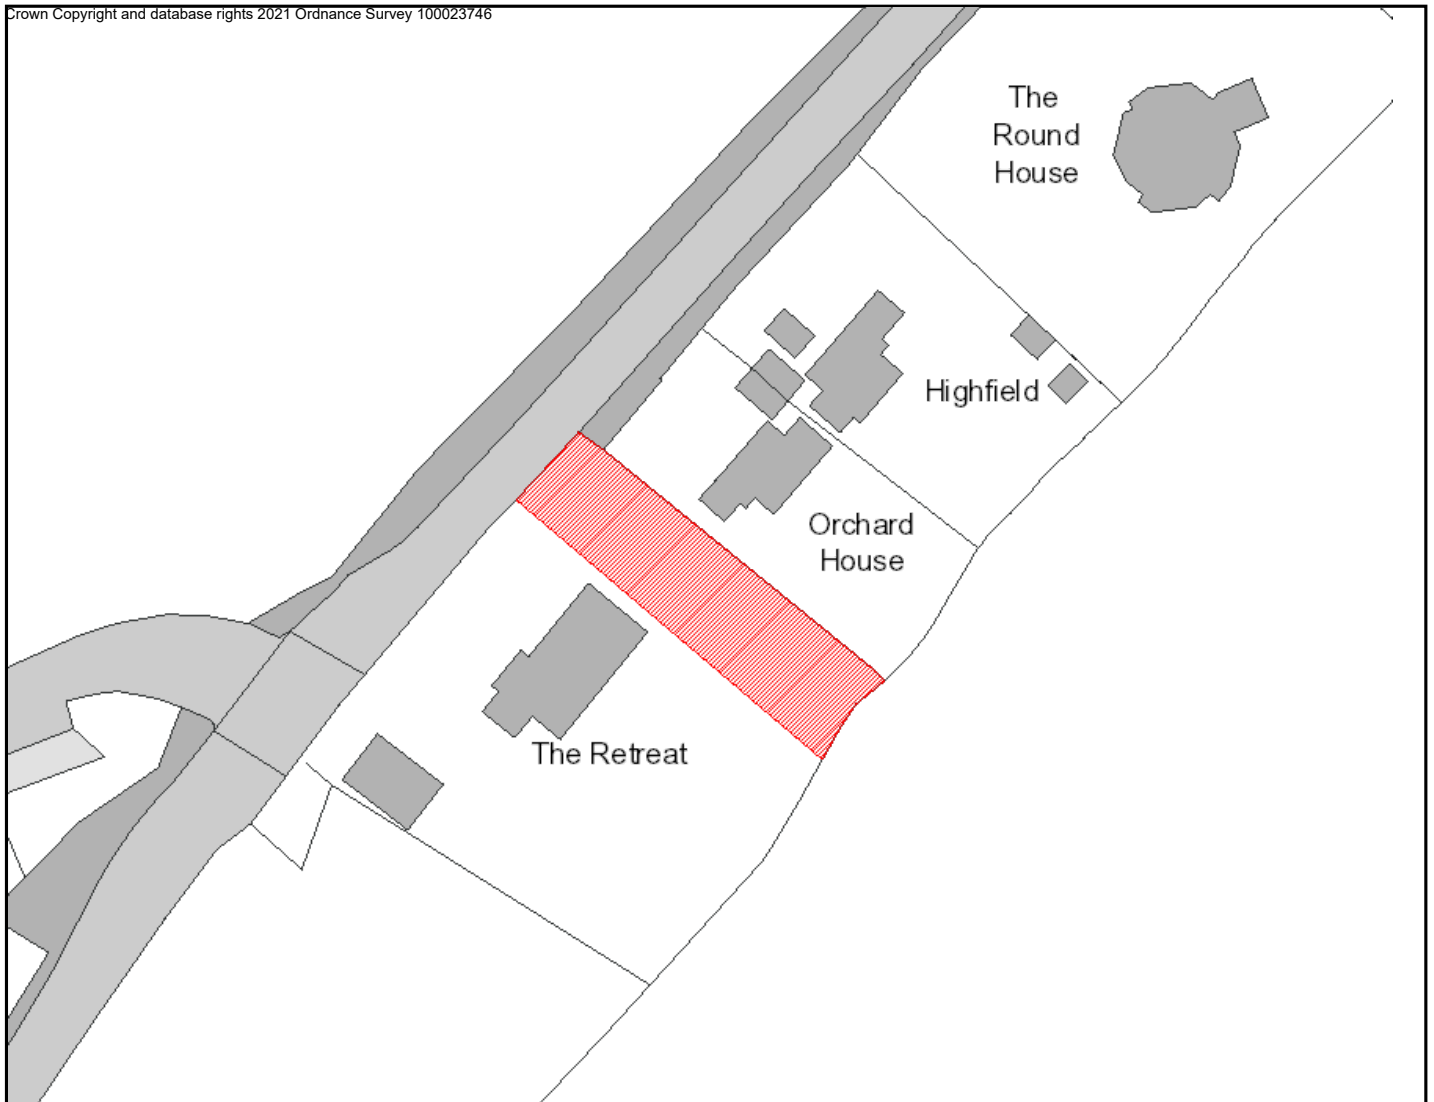 Crown Copyright and database rights 2021 Ordnance Survey 100023746
The
Round
House
Highfield
Orchard
House
The Retreat